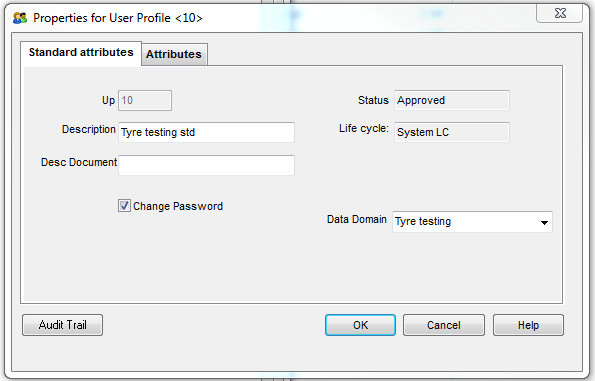 Properties for User Profile <10>
Standard attributes Attributes
Up 10 Status Approved
Description Tyre testing std Life cycle: System LC
Desc Document
Change Password
Data Domain Tyre testing
Audit Trail OK Cancel Help